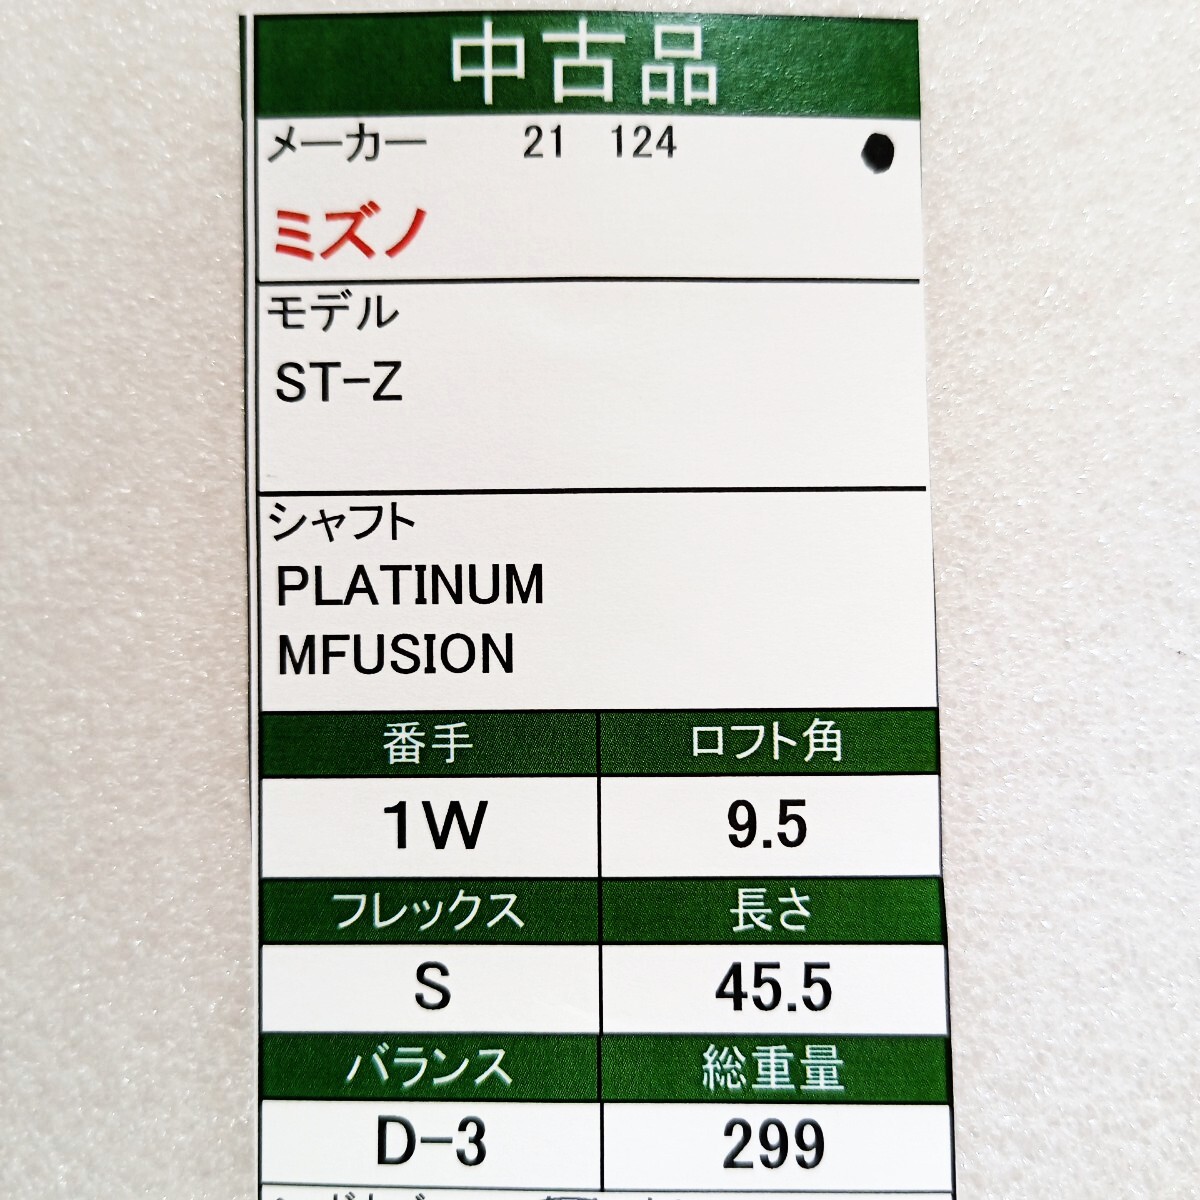 中古品
メーカー 21 124
ミズノ
モデル
ST-Z
シャフト
PLATINUM
MFUSION
番手 ロフト角
1W 9.5
フレックス 長さ
S 45.5
バランス 総重量
D-3 299